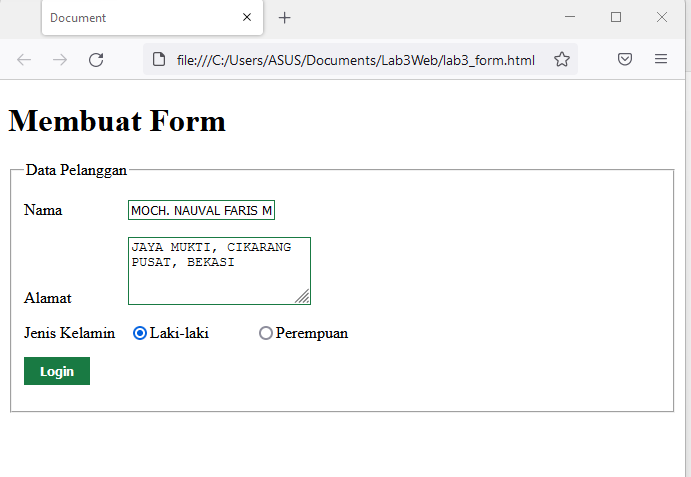 Document
file:///C:/Users/ASUS/Documents/Lab3Web/lab3_form.html
Membuat Form
Data Pelanggan
Nama MOCH. NAUVAL FARIS M
JAYA MUKTI, CIKARANG
PUSAT, BEKASI
Alamat
Jenis Kelamin Laki-laki Perempuan
Login